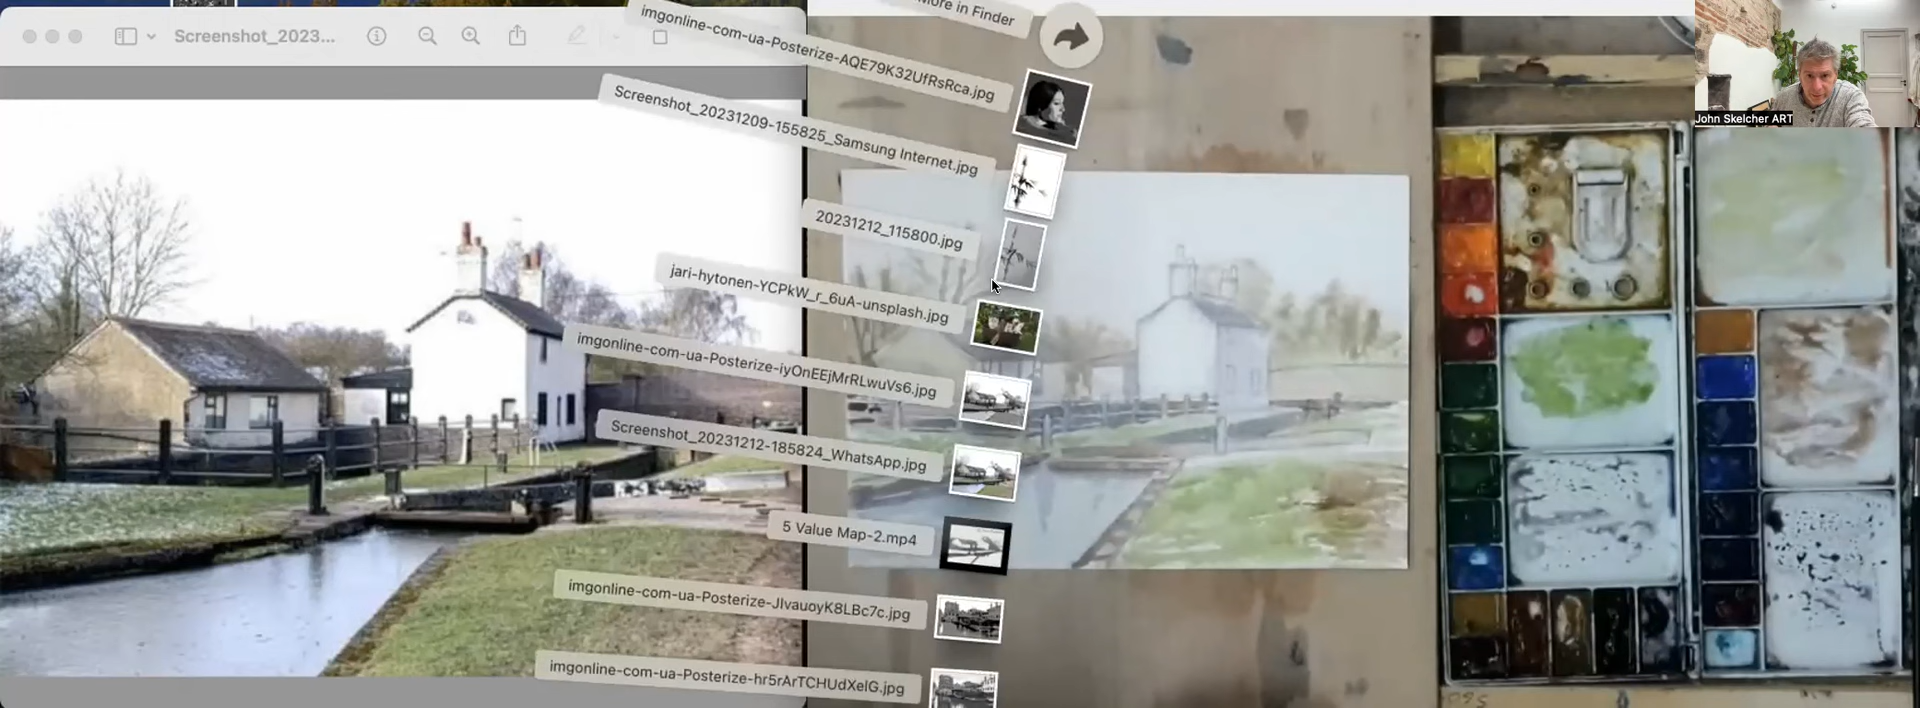 Screenshot_2023...
More in Finder
imgonline-com-ua-Posterize-AQE79K32UfRsRca.jpg
Screenshot_20231209-155825_Samsung Internet.jpg
20231212_115800.jpg
jari-hytonen-YCPkW_r_6uA-unsplash.jpg
imgonline-com-ua-Posterize-iyOnEEjMrRLwuVs6.jpg
Screenshot_20231212-185824_WhatsApp.jpg
5 Value Map-2.mp4
imgonline-com-ua-Posterize-JIvauoyK8LBc7c.jpg
imgonline-com-ua-Posterize-hr5rArTCHUdXelG.jpg
John Skelcher ART